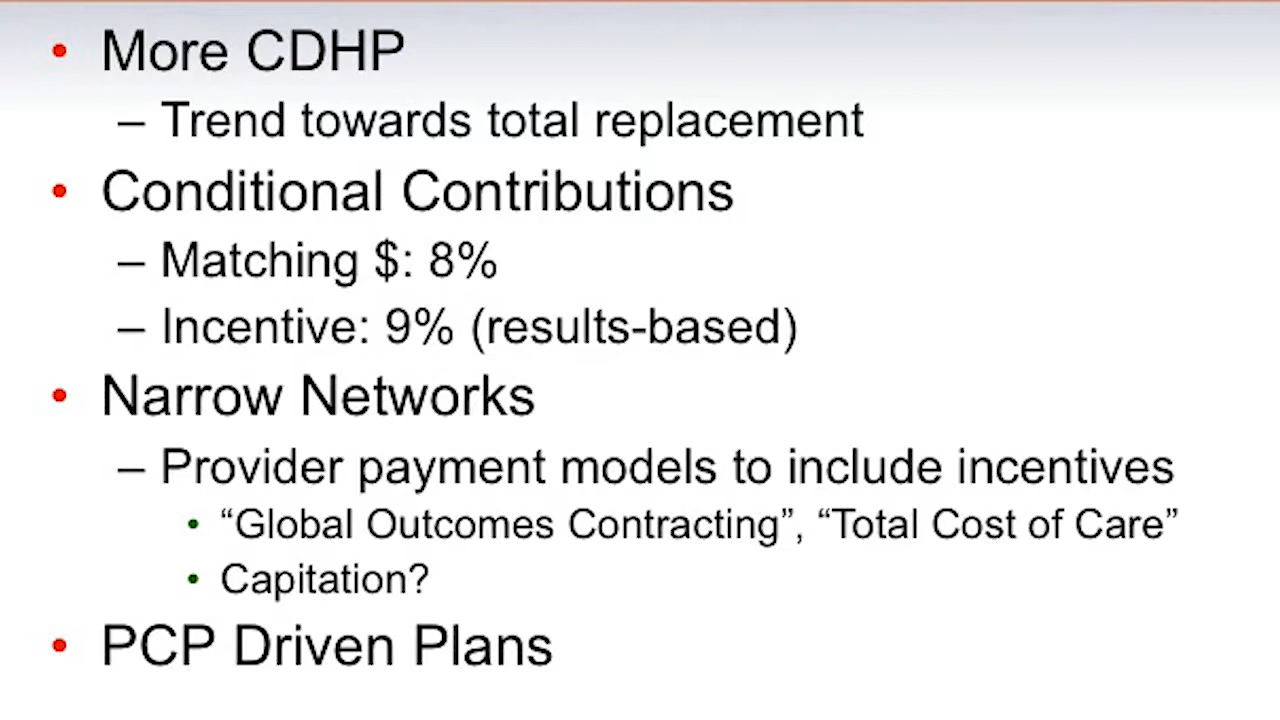 • More CDHP
– Trend towards total replacement
• Conditional Contributions
– Matching $: 8%
– Incentive: 9% (results-based)
• Narrow Networks
– Provider payment models to include incentives
• “Global Outcomes Contracting”, “Total Cost of Care”
• Capitation?
• PCP Driven Plans